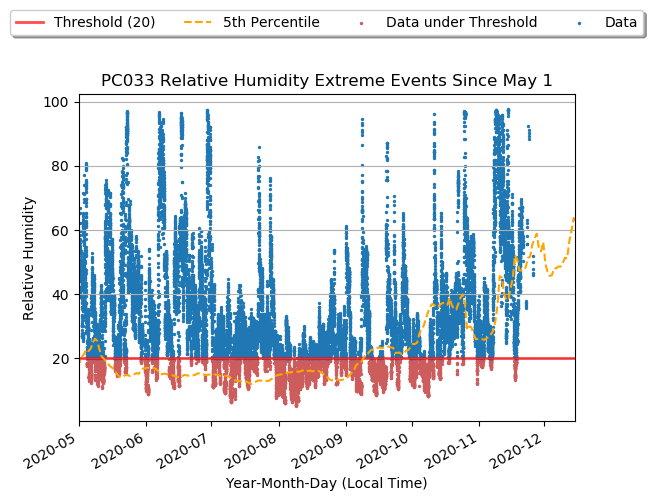 Threshold (20) 5th Percentile Data under Threshold Data
PC033 Relative Humidity Extreme Events Since May 1
100
80
60
40
20
Relative Humidity
2020-05 2020-06 2020-07 2020-08 2020-09 2020-10 2020-11 2020-12
Year-Month-Day (Local Time)